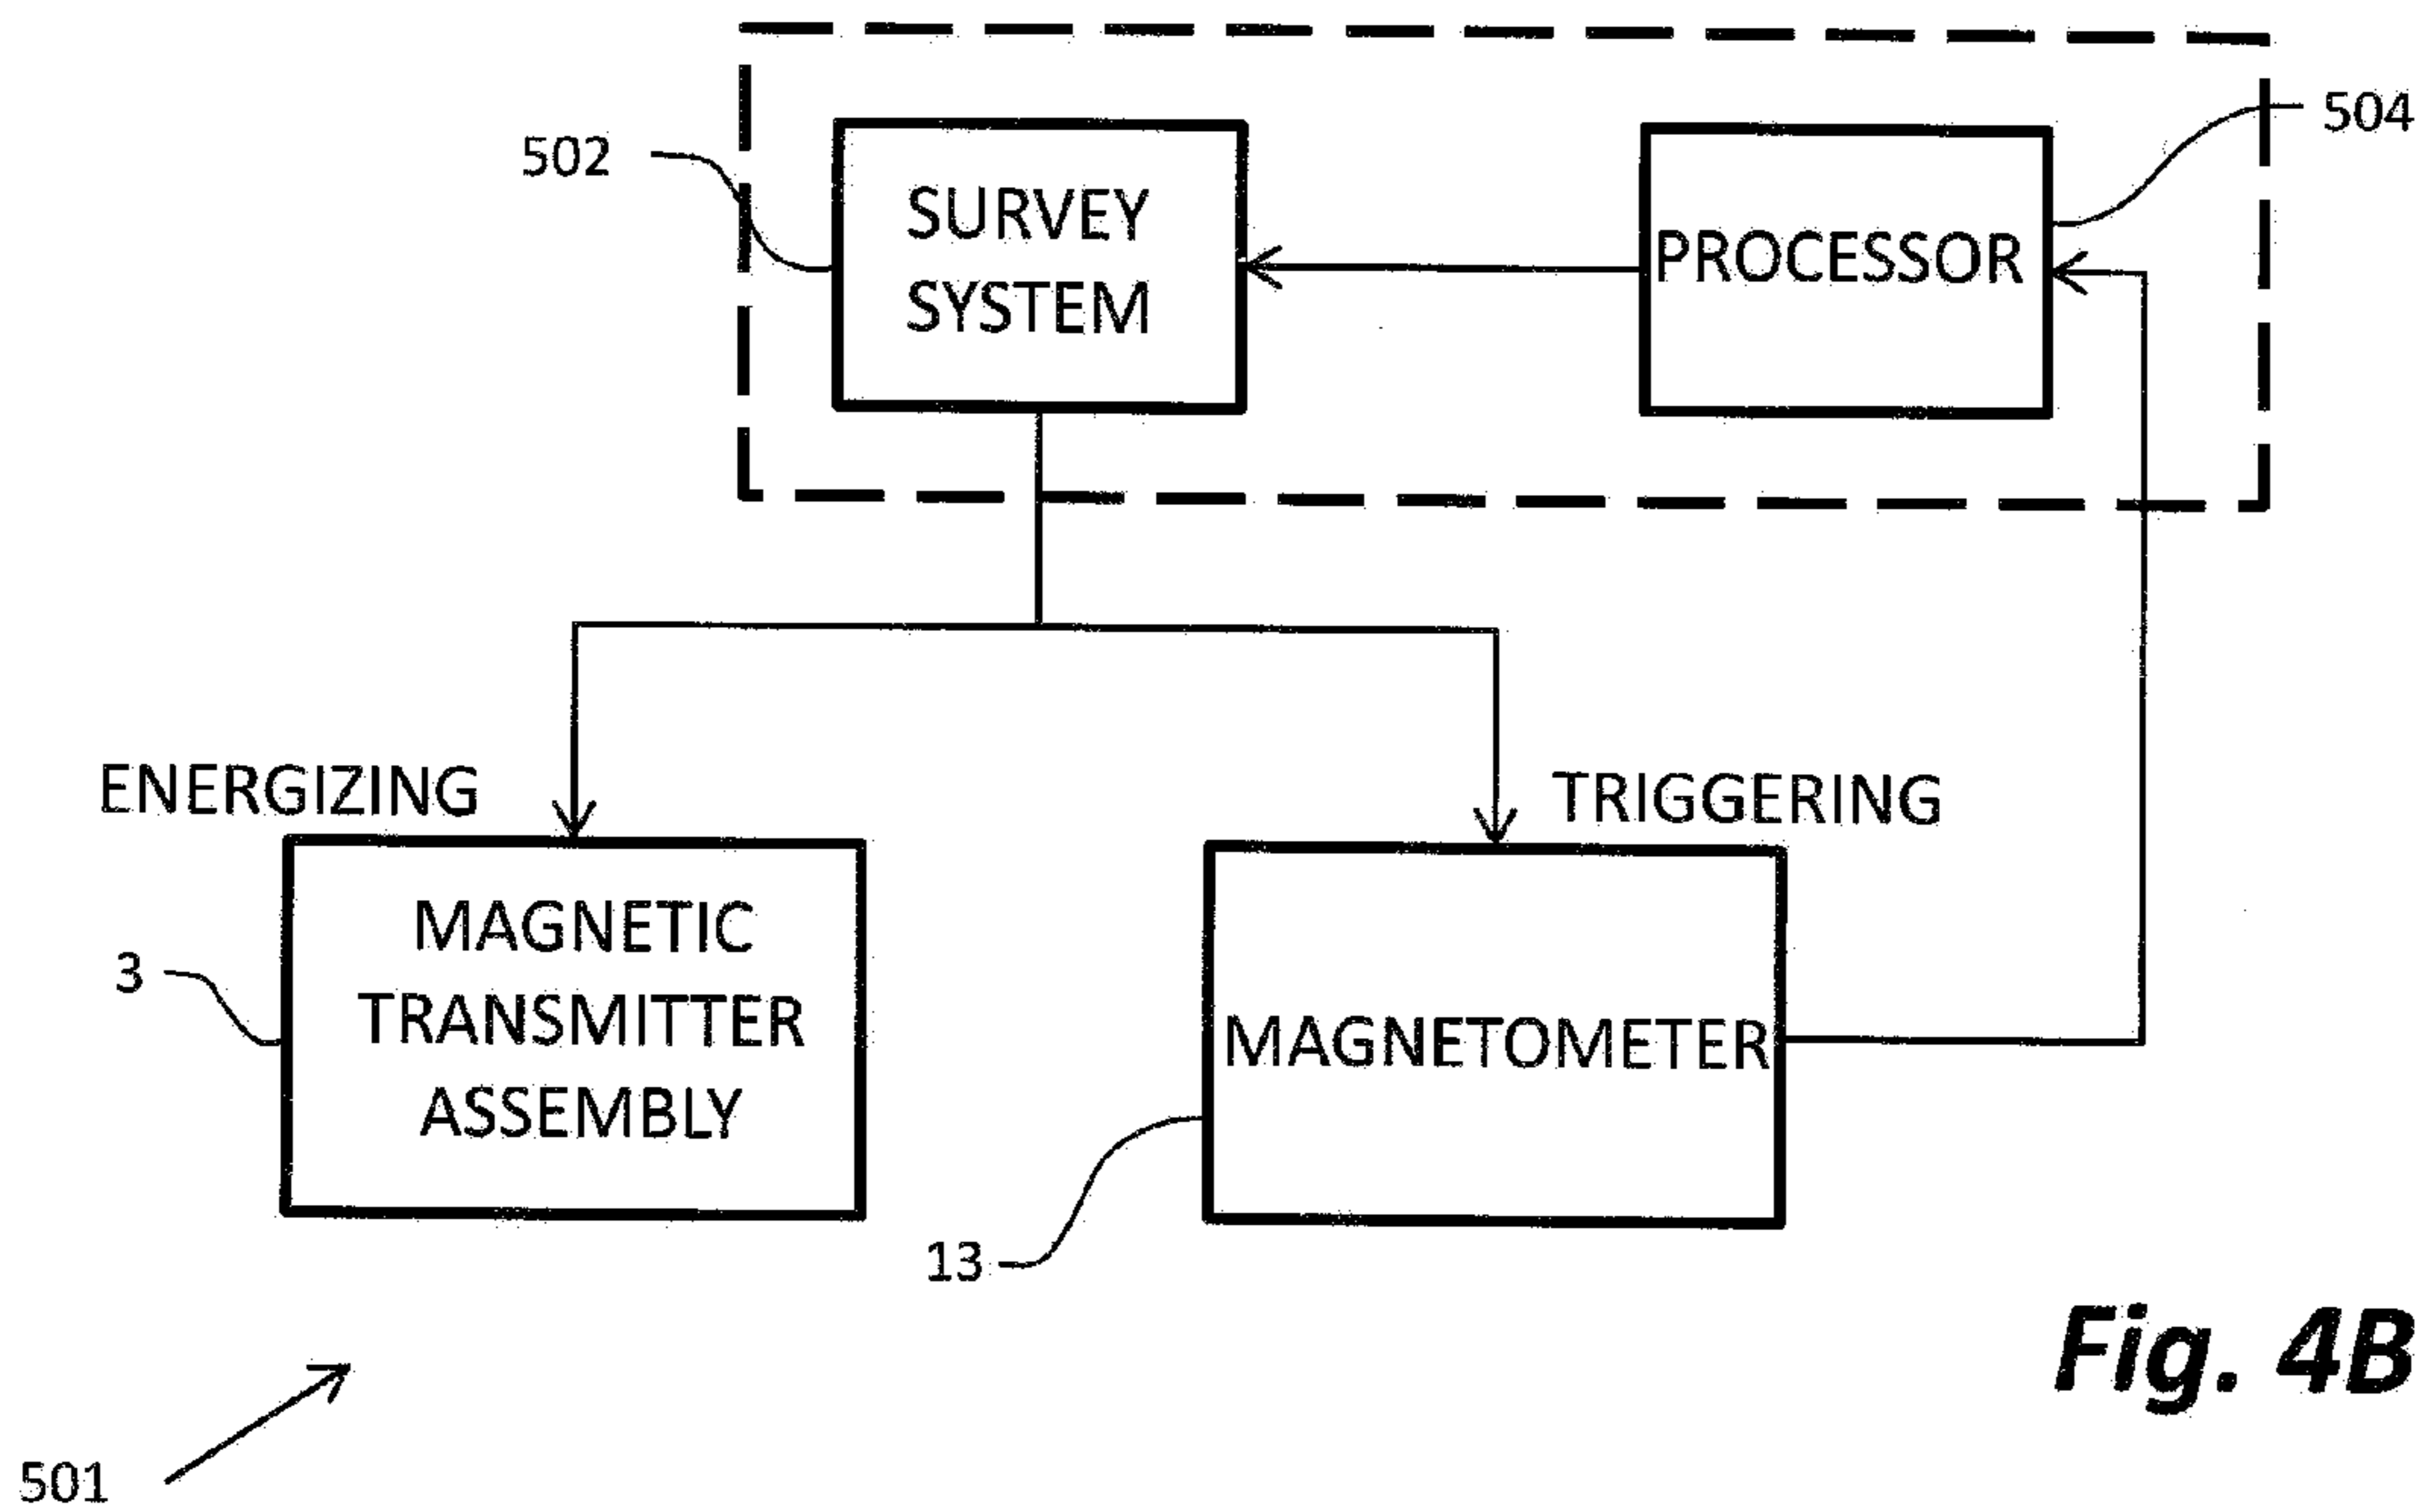 504
502
SURVEY
SYSTEM
PROCESSOR
ENERGIZING
TRIGGERING
MAGNETIC
TRANSMITTER
ASSEMBLY
3
MAGNETOMETER
13
Fig. 4B
501